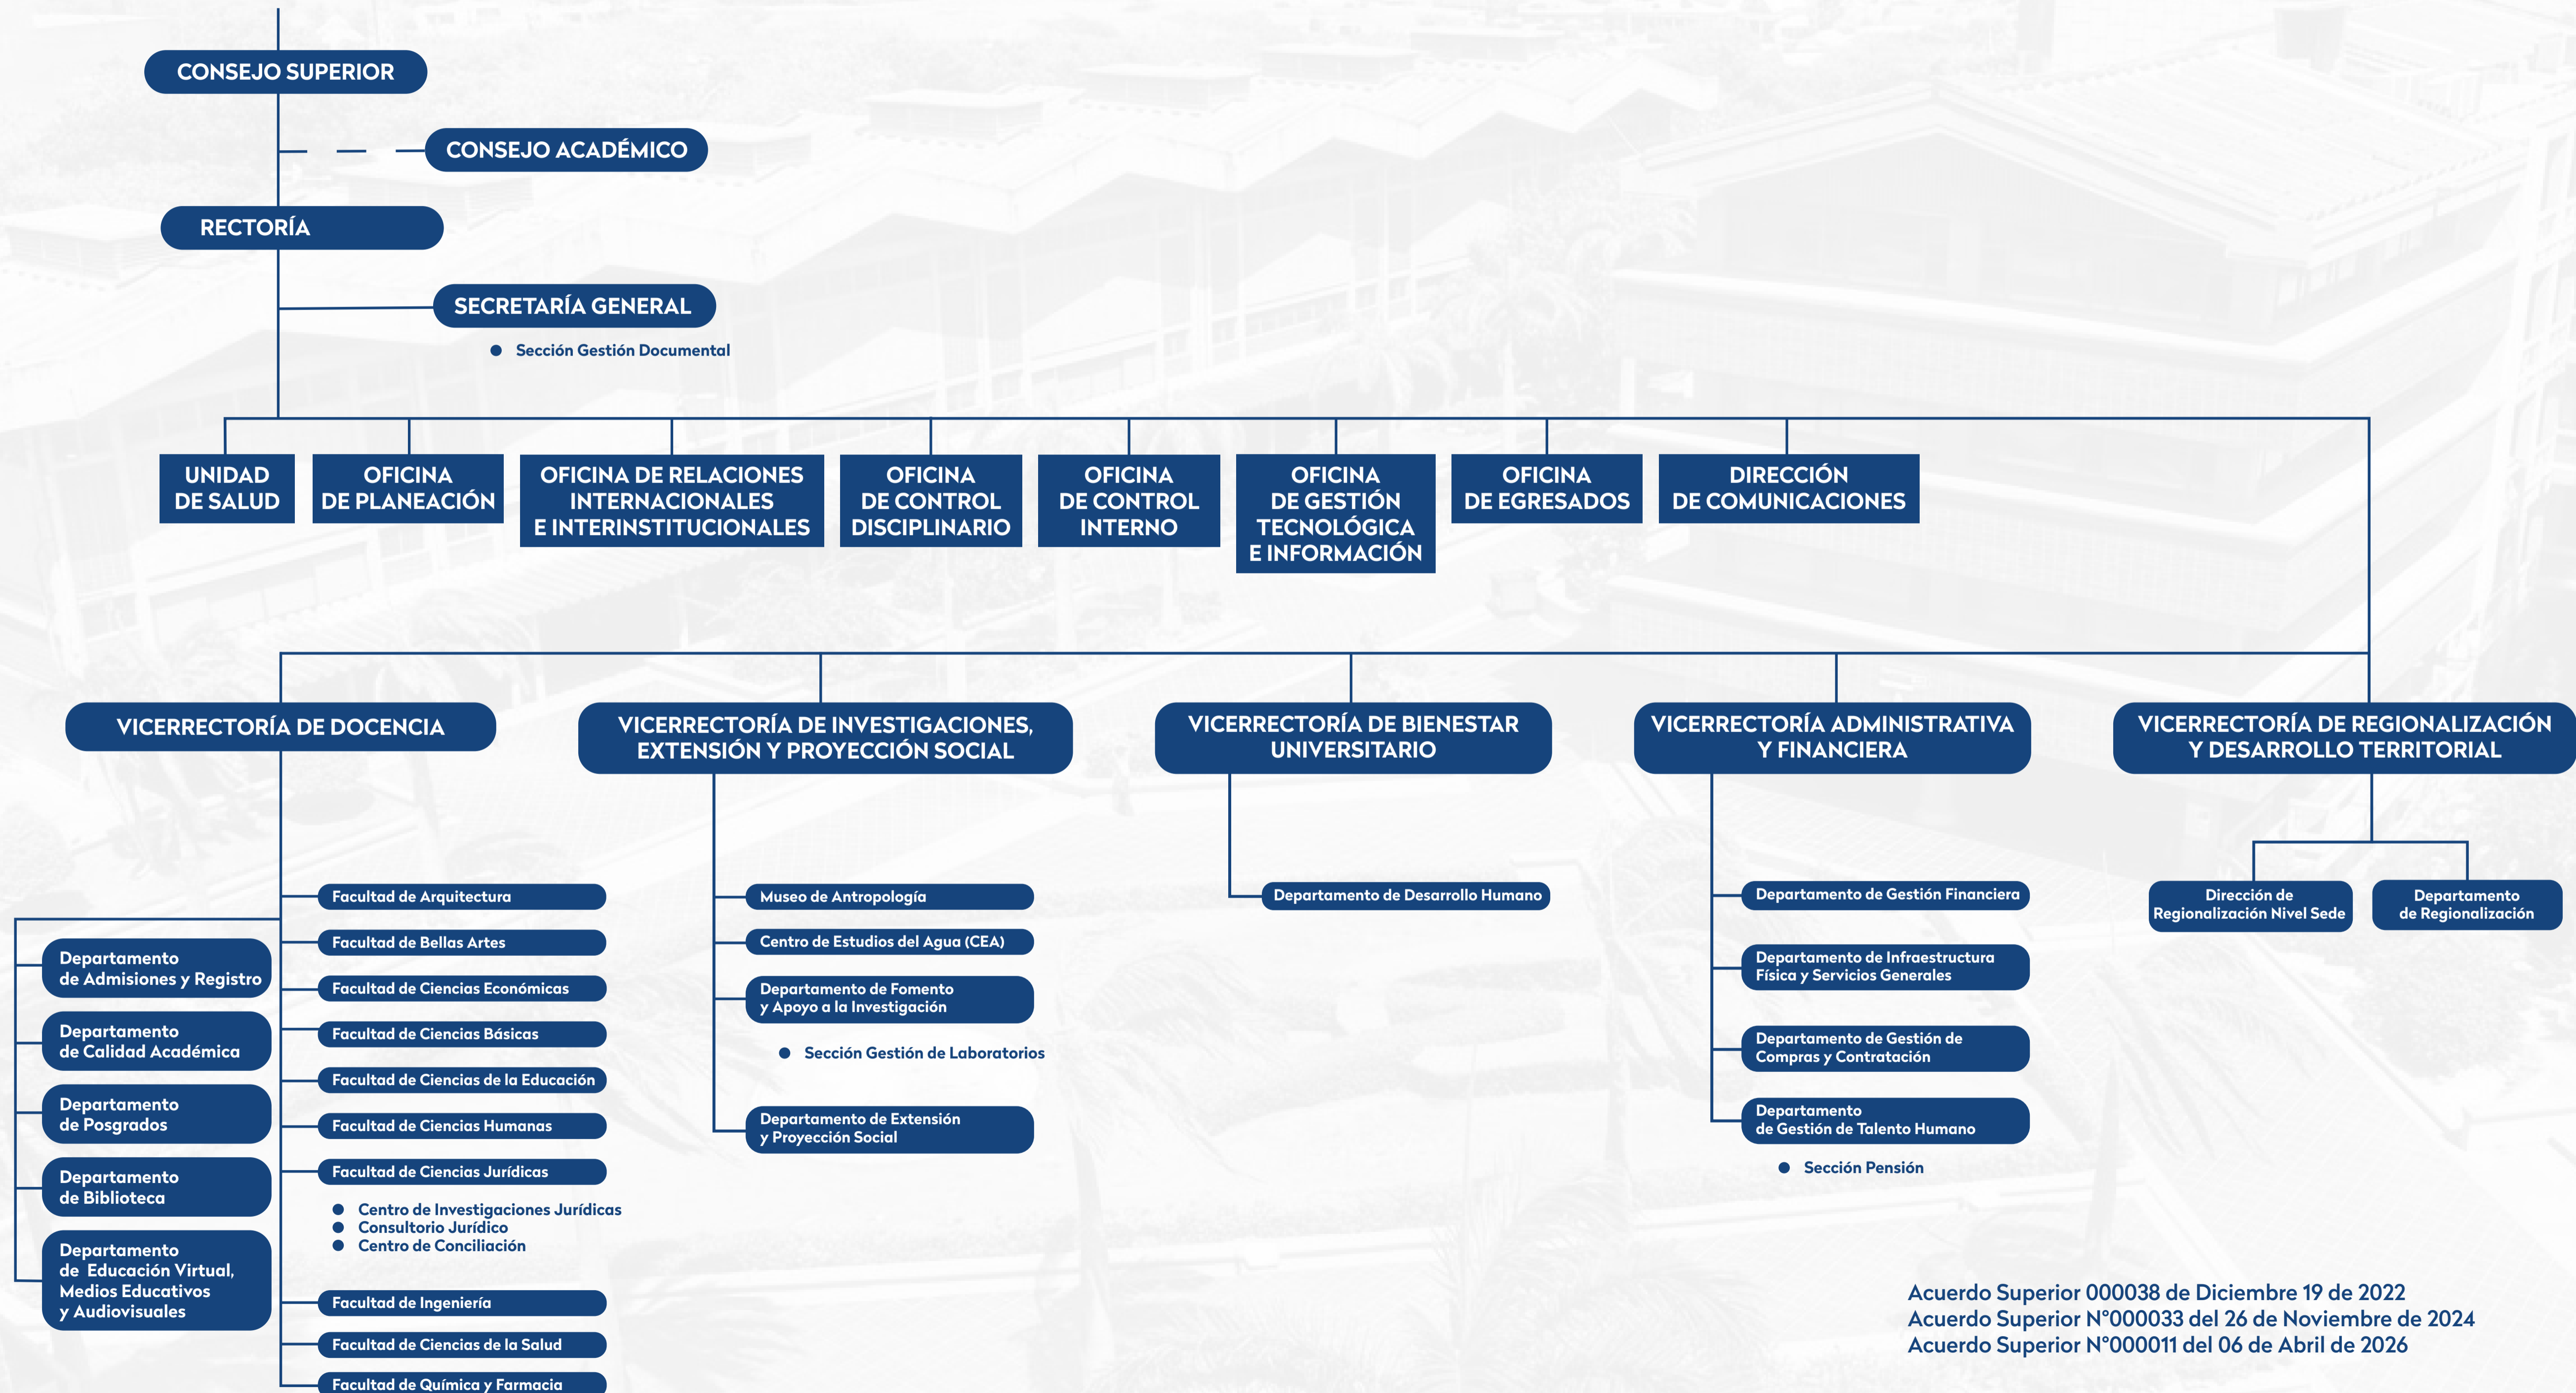 CONSEJO SUPERIOR
CONSEJO ACADÉMICO
RECTORÍA
SECRETARÍA GENERAL
Sección Gestión Documental
UNIDAD
DE SALUD
OFICINA
DE PLANEACIÓN
OFICINA DE RELACIONES
INTERNACIONALES
E INTERINSTITUCIONALES
OFICINA
DE CONTROL
DISCIPLINARIO
OFICINA
DE CONTROL
INTERNO
OFICINA
DE GESTIÓN
TECNOLÓGICA
E INFORMACIÓN
OFICINA
DE EGRESADOS
DIRECCIÓN
DE COMUNICACIONES
VICERRECTORÍA DE DOCENCIA
Departamento
de Admisiones y Registro
Departamento
de Calidad Académica
Departamento
de Posgrados
Departamento
de Biblioteca
Departamento
de Educación Virtual,
Medios Educativos
y Audiovisuales
Facultad de Arquitectura
Facultad de Bellas Artes
Facultad de Ciencias Económicas
Facultad de Ciencias Básicas
Facultad de Ciencias de la Educación
Facultad de Ciencias Humanas
Facultad de Ciencias Jurídicas
Centro de Investigaciones Jurídicas
Consultorio Jurídico
Centro de Conciliación
Facultad de Ingeniería
Facultad de Ciencias de la Salud
Facultad de Química y Farmacia
VICERRECTORÍA DE INVESTIGACIONES,
EXTENSIÓN Y PROYECCIÓN SOCIAL
Museo de Antropología
Centro de Estudios del Agua (CEA)
Departamento de Fomento
y Apoyo a la Investigación
Sección Gestión de Laboratorios
Departamento de Extensión
y Proyección Social
VICERRECTORÍA DE BIENESTAR
UNIVERSITARIO
Departamento de Desarrollo Humano
VICERRECTORÍA ADMINISTRATIVA
Y FINANCIERA
Departamento de Gestión Financiera
Departamento de Infraestructura
Física y Servicios Generales
Departamento de Gestión de
Compras y Contratación
Departamento
de Gestión de Talento Humano
Sección Pensión
VICERRECTORÍA DE REGIONALIZACIÓN
Y DESARROLLO TERRITORIAL
Dirección de
Regionalización Nivel Sede
Departamento
de Regionalización
Acuerdo Superior 000038 de Diciembre 19 de 2022
Acuerdo Superior N°000033 del 26 de Noviembre de 2024
Acuerdo Superior N°000011 del 06 de Abril de 2026